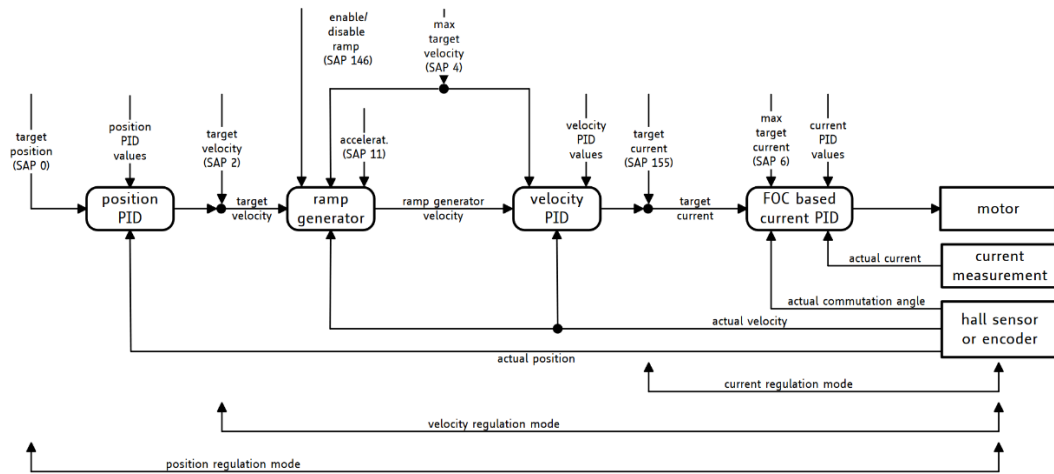 enable/
disable
ramp
(SAP 146)
max
target
velocity
(SAP 4)
target
position
(SAP 0)
position
PID
values
target
velocity
(SAP 2)
accelerat.
(SAP 11)
velocity
PID
values
target
current
(SAP 155)
max
target
current
(SAP 6)
current
PID
values
position
PID
target
velocity
ramp
generator
ramp generator
velocity
velocity
PID
target
current
FOC based
current PID
motor
actual current
current
measurement
actual commutation angle
actual velocity
hall sensor
or encoder
actual position
current regulation mode
velocity regulation mode
position regulation mode